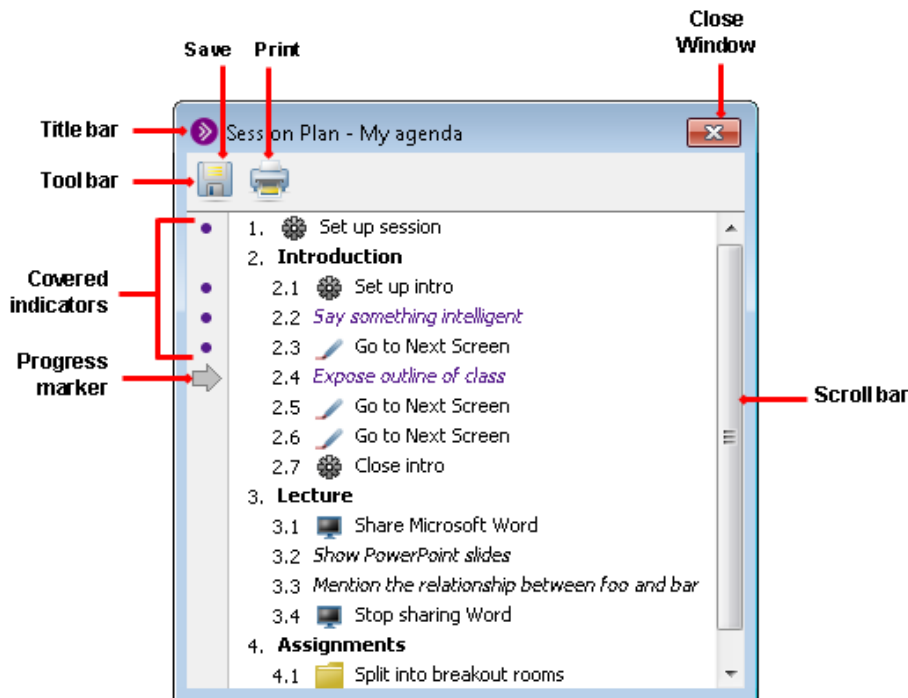 Close
Window
Save
Print
Title bar
Session Plan - My agenda
Tool bar
1. Set up session
2. Introduction
2.1 Set up intro
Covered
indicators
2.2 Say something intelligent
2.3 Go to Next Screen
Progress
marker
2.4 Expose outline of class
2.5 Go to Next Screen
Scroll bar
2.6 Go to Next Screen
2.7 Close intro
3. Lecture
3.1 Share Microsoft Word
3.2 Show PowerPoint slides
3.3 Mention the relationship between foo and bar
3.4 Stop sharing Word
4. Assignments
4.1 Split into breakout rooms